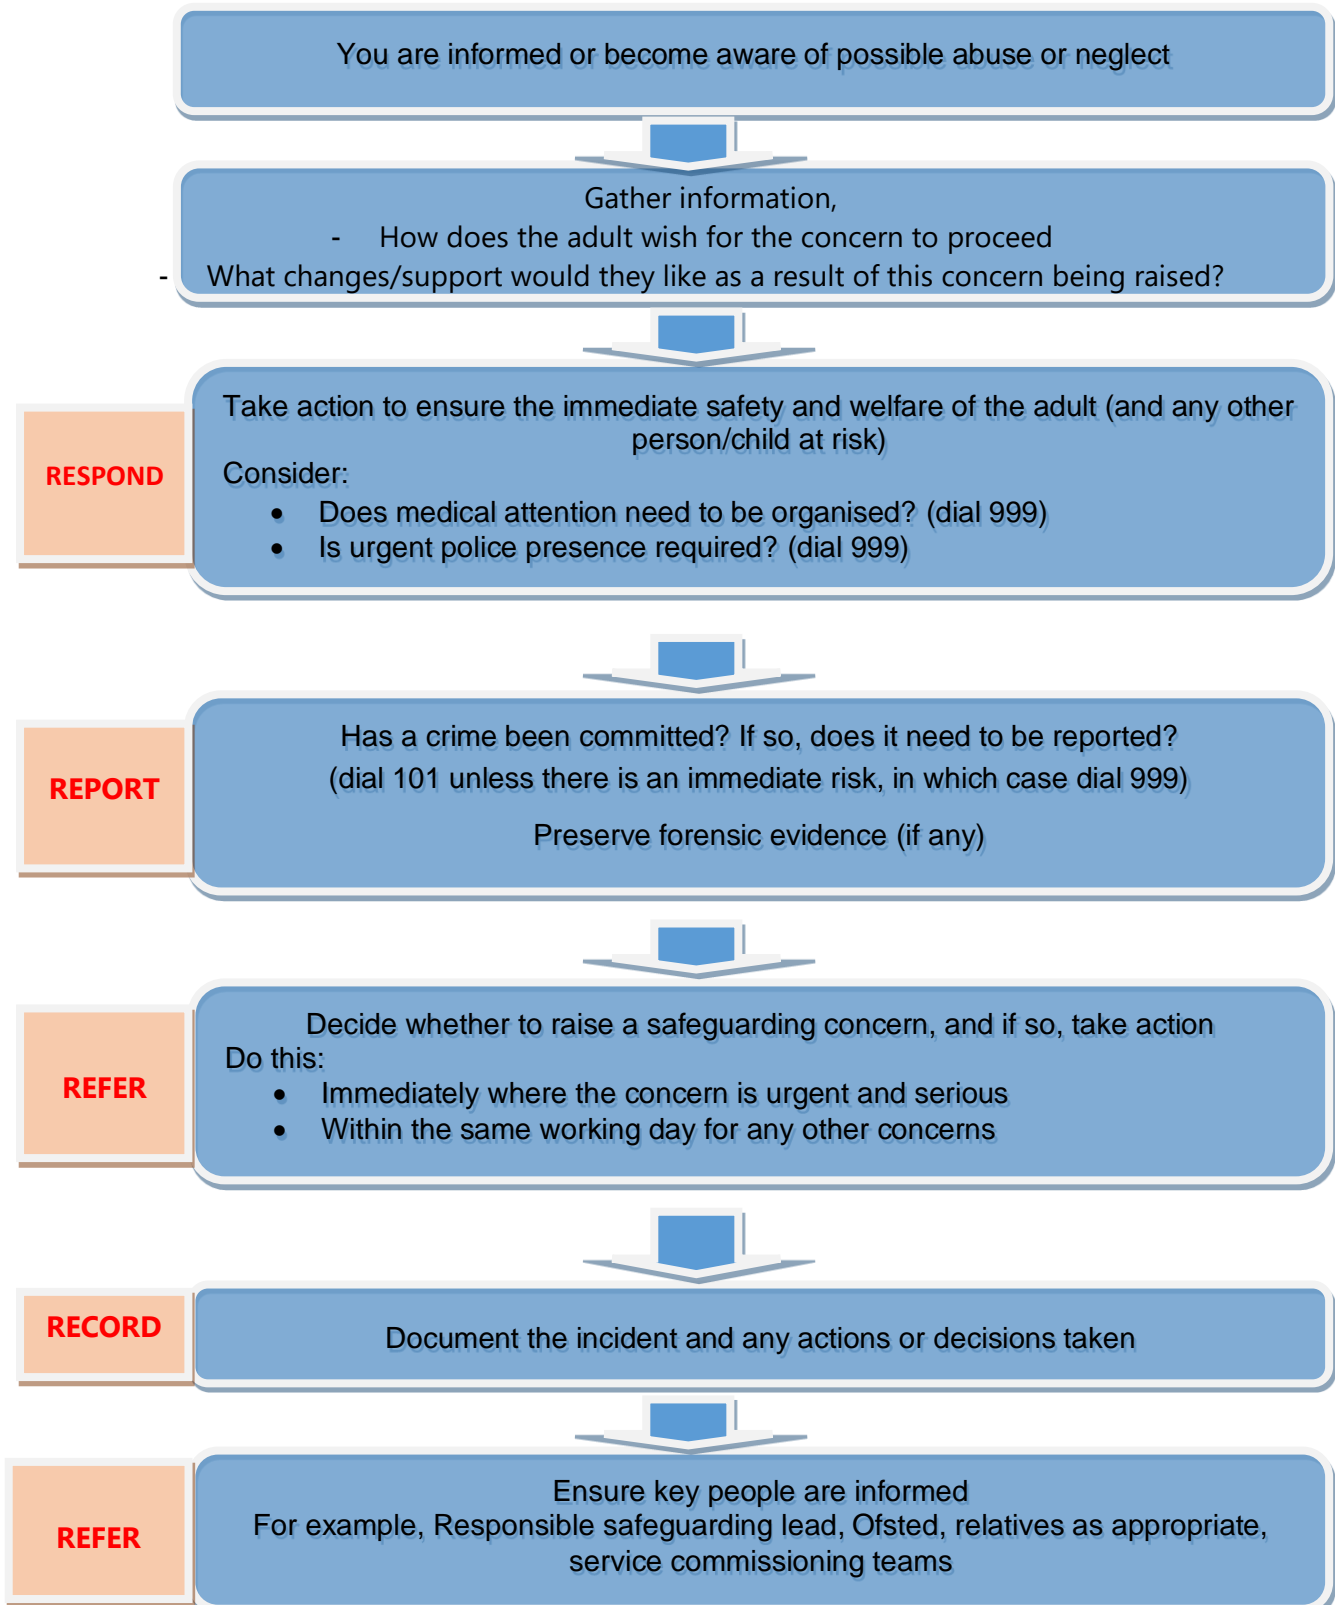 You are informed or become aware of possible abuse or neglect
Gather information,
- How does the adult wish for the concern to proceed
- What changes/support would they like as a result of this concern being raised?
RESPOND
Take action to ensure the immediate safety and welfare of the adult (and any other
person/child at risk)
Consider:
• Does medical attention need to be organised? (dial 999)
• Is urgent police presence required? (dial 999)
REPORT
Has a crime been committed? If so, does it need to be reported?
(dial 101 unless there is an immediate risk, in which case dial 999)
Preserve forensic evidence (if any)
REFER
Decide whether to raise a safeguarding concern, and if so, take action
Do this:
• Immediately where the concern is urgent and serious
• Within the same working day for any other concerns
RECORD
Document the incident and any actions or decisions taken
REFER
Ensure key people are informed
For example, Responsible safeguarding lead, Ofsted, relatives as appropriate,
service commissioning teams